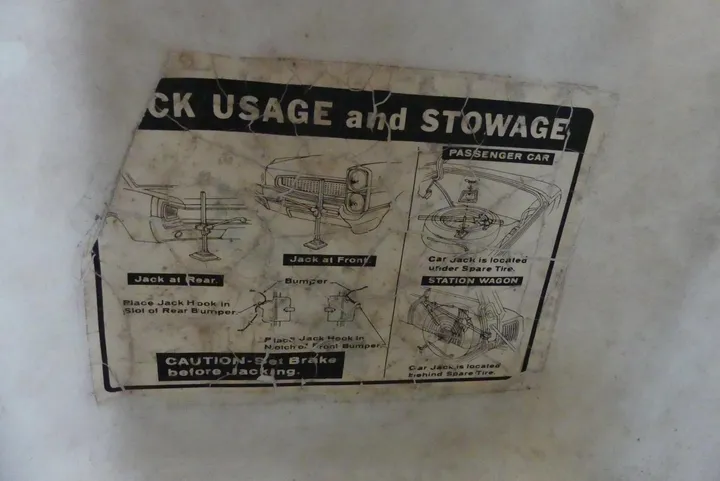 CK USAGE and STOWAGE
PASSENGER CAR
Jack at Rear.
Jack at Front
Car Jack is located
under Spare Tire.
STATION WAGON
Place Jack Hook in
Slot of Rear Bumper
Bumper
Place Jack Hook in
Notch of Front Bumper.
CAUTION-Set Brake
before Jacking.
Car Jack is located
behind Spare Tire.